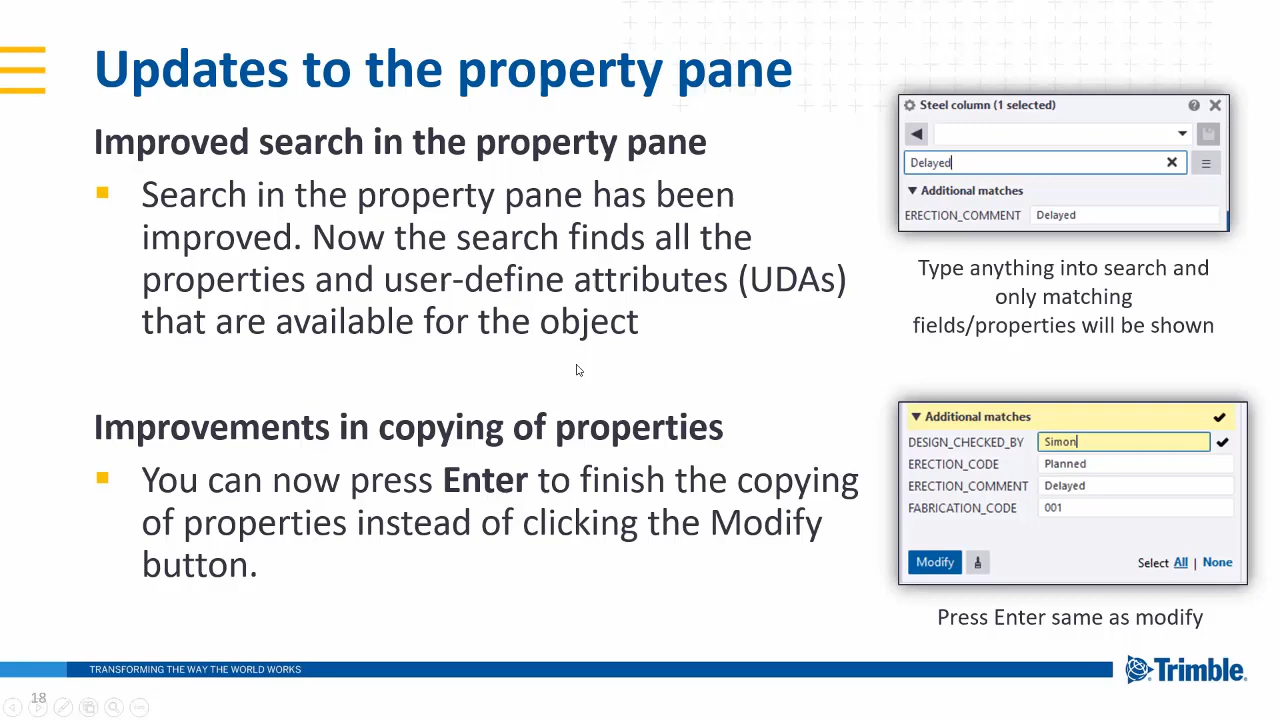 Updates to the property pane
Improved search in the property pane
Search in the property pane has been
improved. Now the search finds all the
properties and user-define attributes (UDAs)
that are available for the object
Improvements in copying of properties
You can now press Enter to finish the copying
of properties instead of clicking the Modify
button.
Steel column (1 selected)
Delayed
Additional matches
ERECTION_COMMENT Delayed
Type anything into search and
only matching
fields/properties will be shown
Additional matches
DESIGN_CHECKED_BY Simon
ERECTION_CODE Planned
ERECTION_COMMENT Delayed
FABRICATION_CODE 001
Modify Select All | None
Press Enter same as modify
TRANSFORMING THE WAY THE WORLD WORKS
Trimble
18